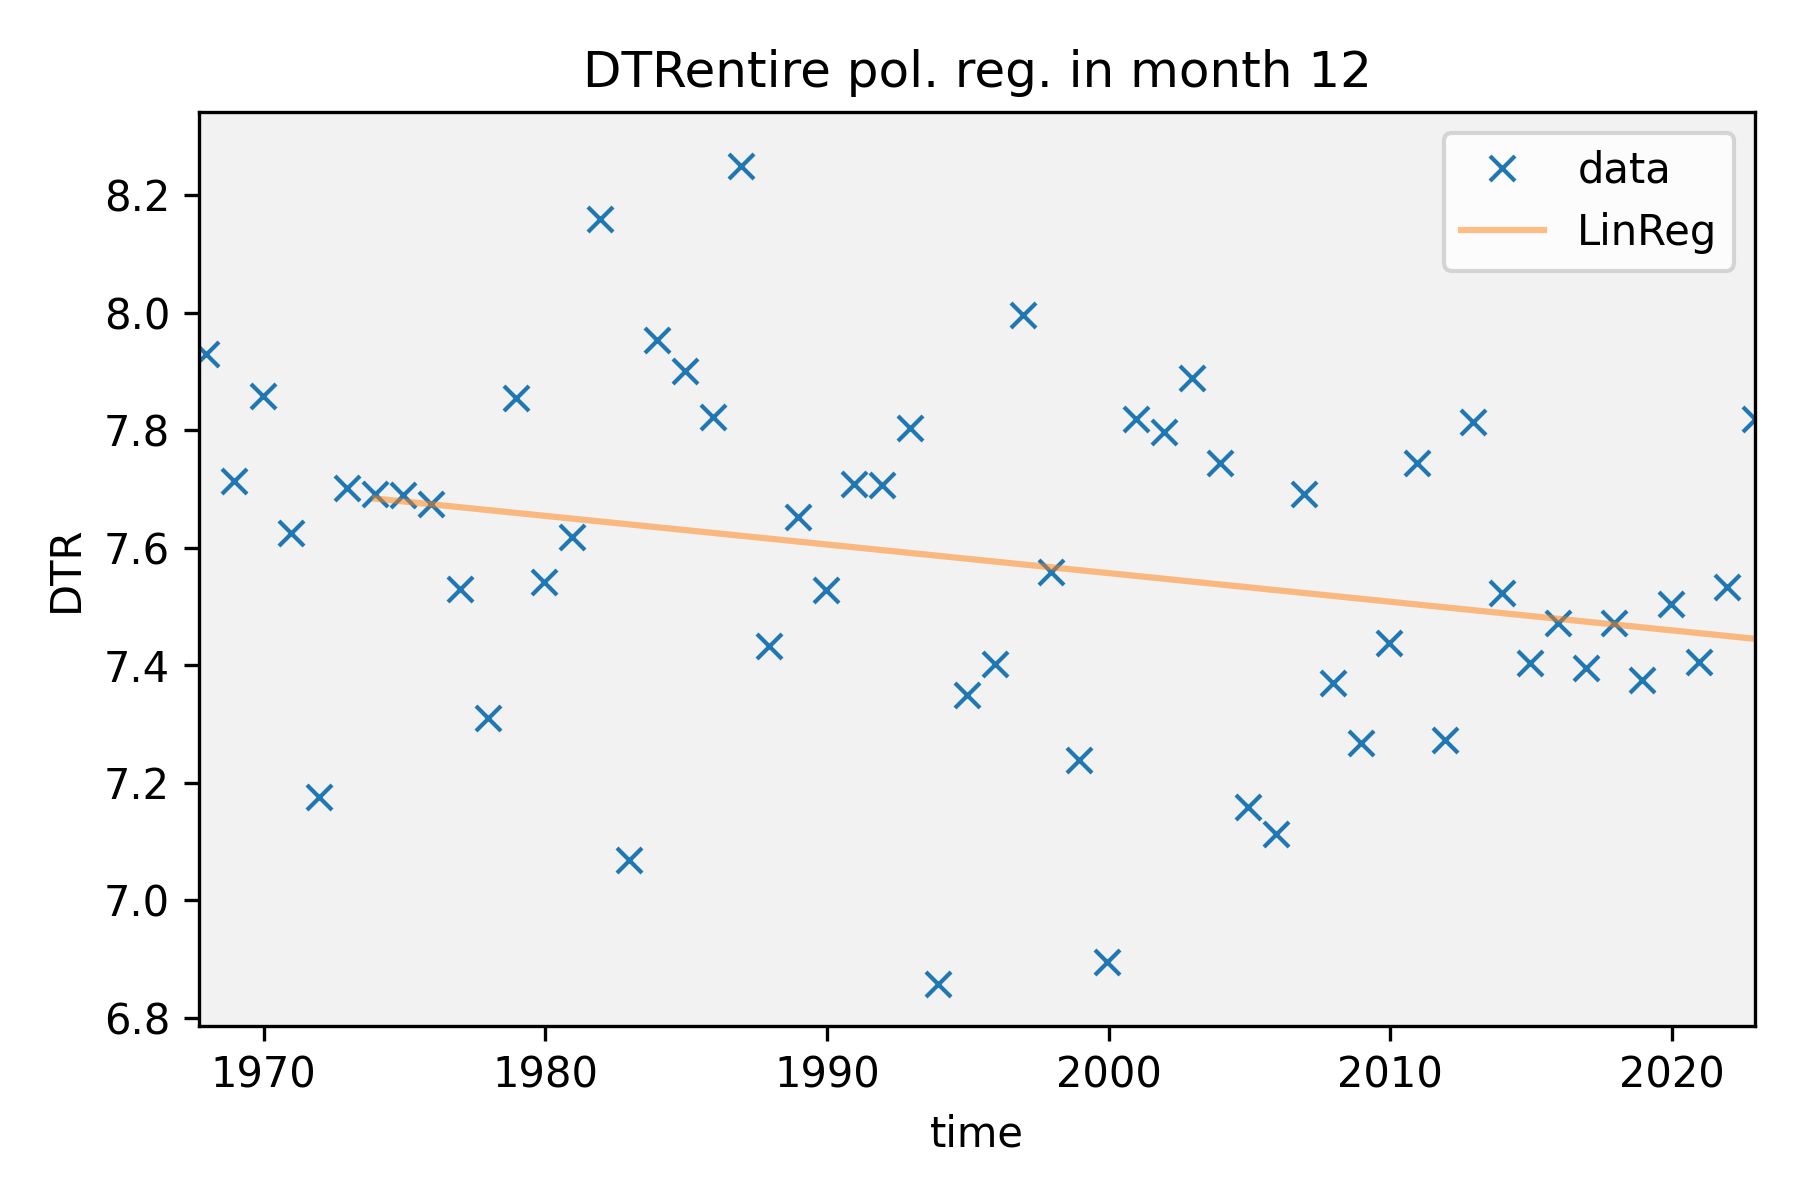 DTRentire pol. reg. in month 12
data
LinReg
8.2
8.0
7.8
7.6
7.4
7.2
7.0
6.8
DTR
1970 1980 1990 2000 2010 2020
time